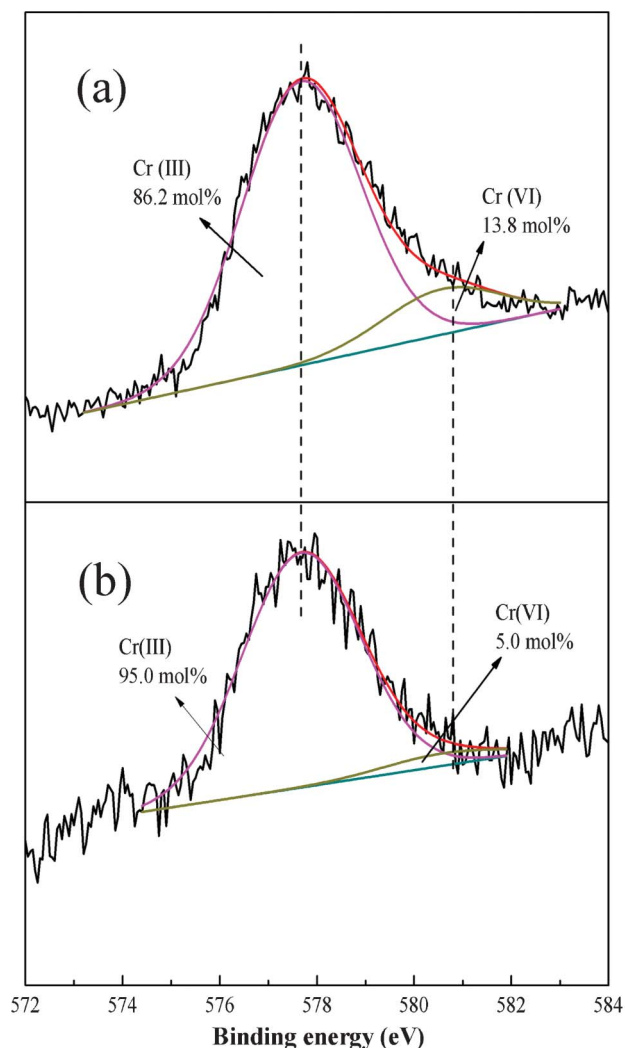 (a)
Cr (III)
86.2 mol%
Cr (VI)
13.8 mol%
(b)
Cr(III)
95.0 mol%
Cr(VI)
5.0 mol%
572 574 576 578 580 582 584
Binding energy (eV)